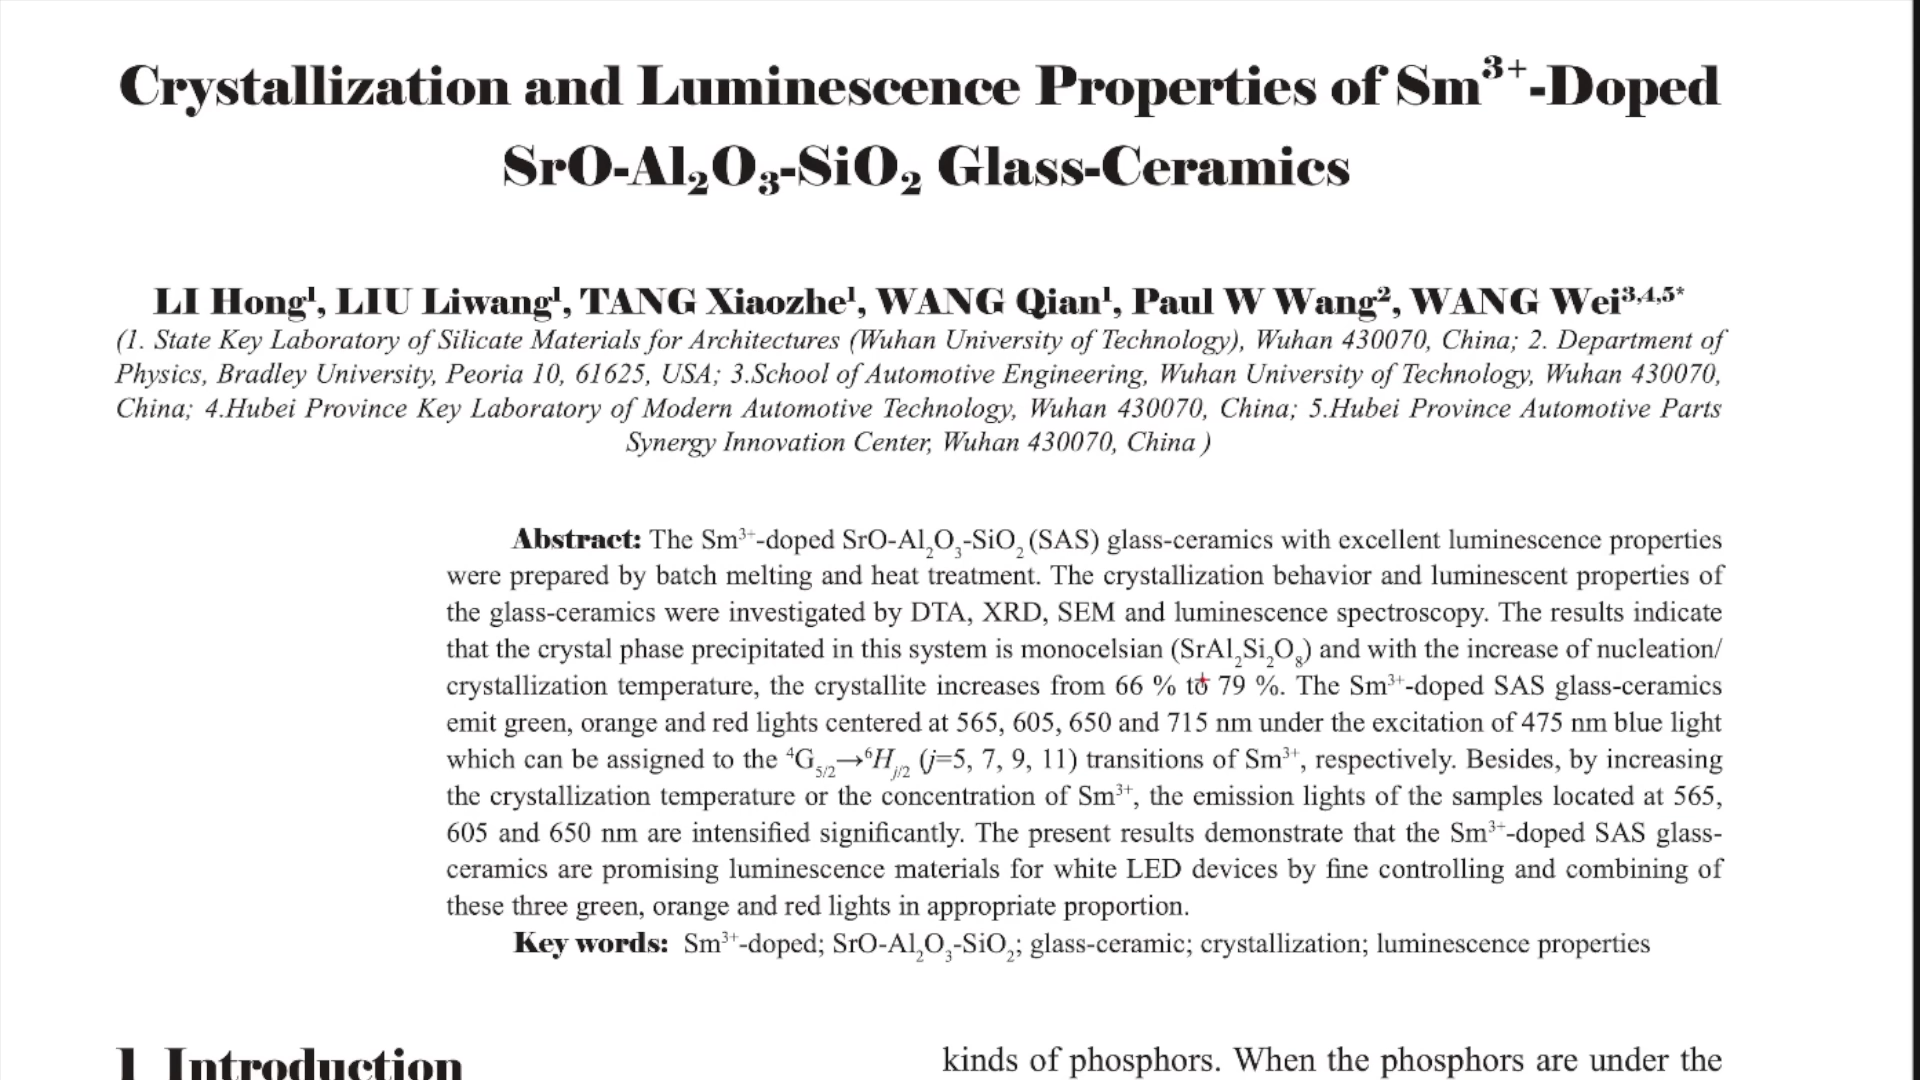 Crystallization and Luminescence Properties of Sm³⁺-Doped
SrO-Al₂O₃-SiO₂ Glass-Ceramics
LI Hong¹, LIU Liwang¹, TANG Xiaozhe¹, WANG Qian¹, Paul W Wang², WANG Wei³,⁴,⁵*
(1. State Key Laboratory of Silicate Materials for Architectures (Wuhan University of Technology), Wuhan 430070, China; 2. Department of
Physics, Bradley University, Peoria 10, 61625, USA; 3.School of Automotive Engineering, Wuhan University of Technology, Wuhan 430070,
China; 4.Hubei Province Key Laboratory of Modern Automotive Technology, Wuhan 430070, China; 5.Hubei Province Automotive Parts
Synergy Innovation Center, Wuhan 430070, China )
Abstract: The Sm³⁺-doped SrO-Al₂O₃-SiO₂ (SAS) glass-ceramics with excellent luminescence properties
were prepared by batch melting and heat treatment. The crystallization behavior and luminescent properties of
the glass-ceramics were investigated by DTA, XRD, SEM and luminescence spectroscopy. The results indicate
that the crystal phase precipitated in this system is monocelsian (SrAl₂Si₂O₈) and with the increase of nucleation/
crystallization temperature, the crystallite increases from 66 % to 79 %. The Sm³⁺-doped SAS glass-ceramics
emit green, orange and red lights centered at 565, 605, 650 and 715 nm under the excitation of 475 nm blue light
which can be assigned to the ⁴G₅/₂→⁶Hj/₂ (j=5, 7, 9, 11) transitions of Sm³⁺, respectively. Besides, by increasing
the crystallization temperature or the concentration of Sm³⁺, the emission lights of the samples located at 565,
605 and 650 nm are intensified significantly. The present results demonstrate that the Sm³⁺-doped SAS glass-
ceramics are promising luminescence materials for white LED devices by fine controlling and combining of
these three green, orange and red lights in appropriate proportion.
Key words: Sm³⁺-doped; SrO-Al₂O₃-SiO₂; glass-ceramic; crystallization; luminescence properties
1 Introduction
kinds of phosphors. When the phosphors are under the